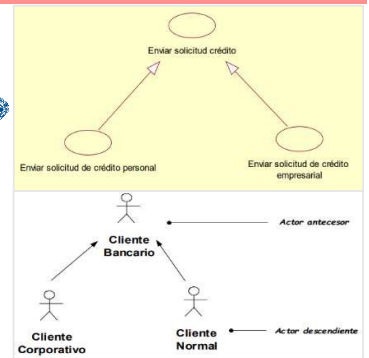 Enviar solicitud crédito
Enviar solicitud de crédito personal
Enviar solicitud de crédito
empresarial
Actor antecesor
Cliente
Bancario
Cliente
Corporativo
Cliente
Normal
Actor descendiente